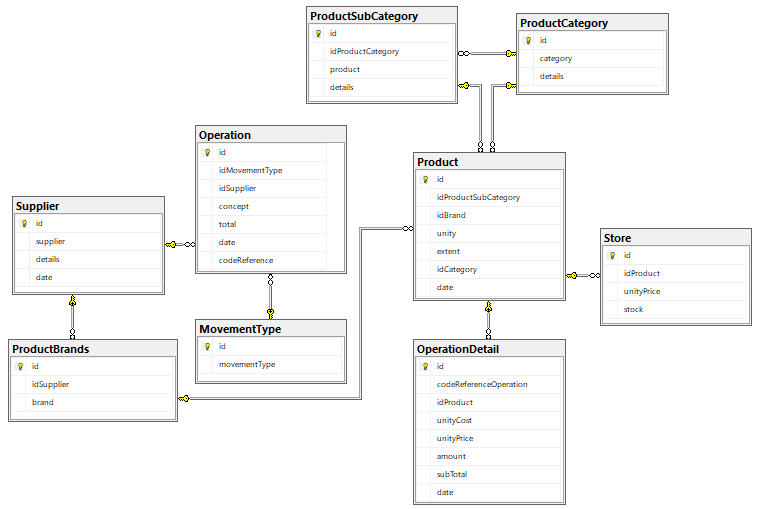 ProductSubCategory
id
idProductCategory
product
details
ProductCategory
id
category
details
Operation
id
idMovementType
idSupplier
concept
total
date
codeReference
Product
id
idProductSubCategory
idBrand
unity
extent
idCategory
date
Supplier
id
supplier
details
date
Store
id
idProduct
unityPrice
stock
MovementType
id
movementType
ProductBrands
id
idSupplier
brand
OperationDetail
id
codeReferenceOperation
idProduct
unityCost
unityPrice
amount
subTotal
date